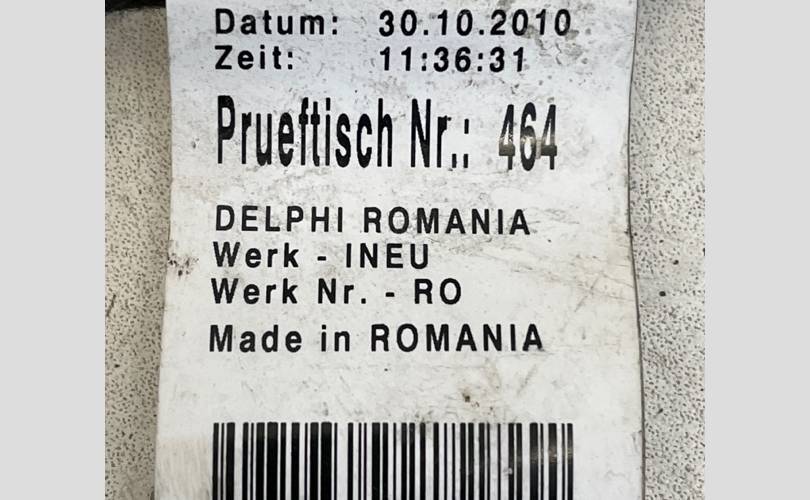 Datum: 30.10.2010
Zeit: 11:36:31
Prueftisch Nr.: 464
DELPHI ROMANIA
Werk - INEU
Werk Nr. - RO
Made in ROMANIA